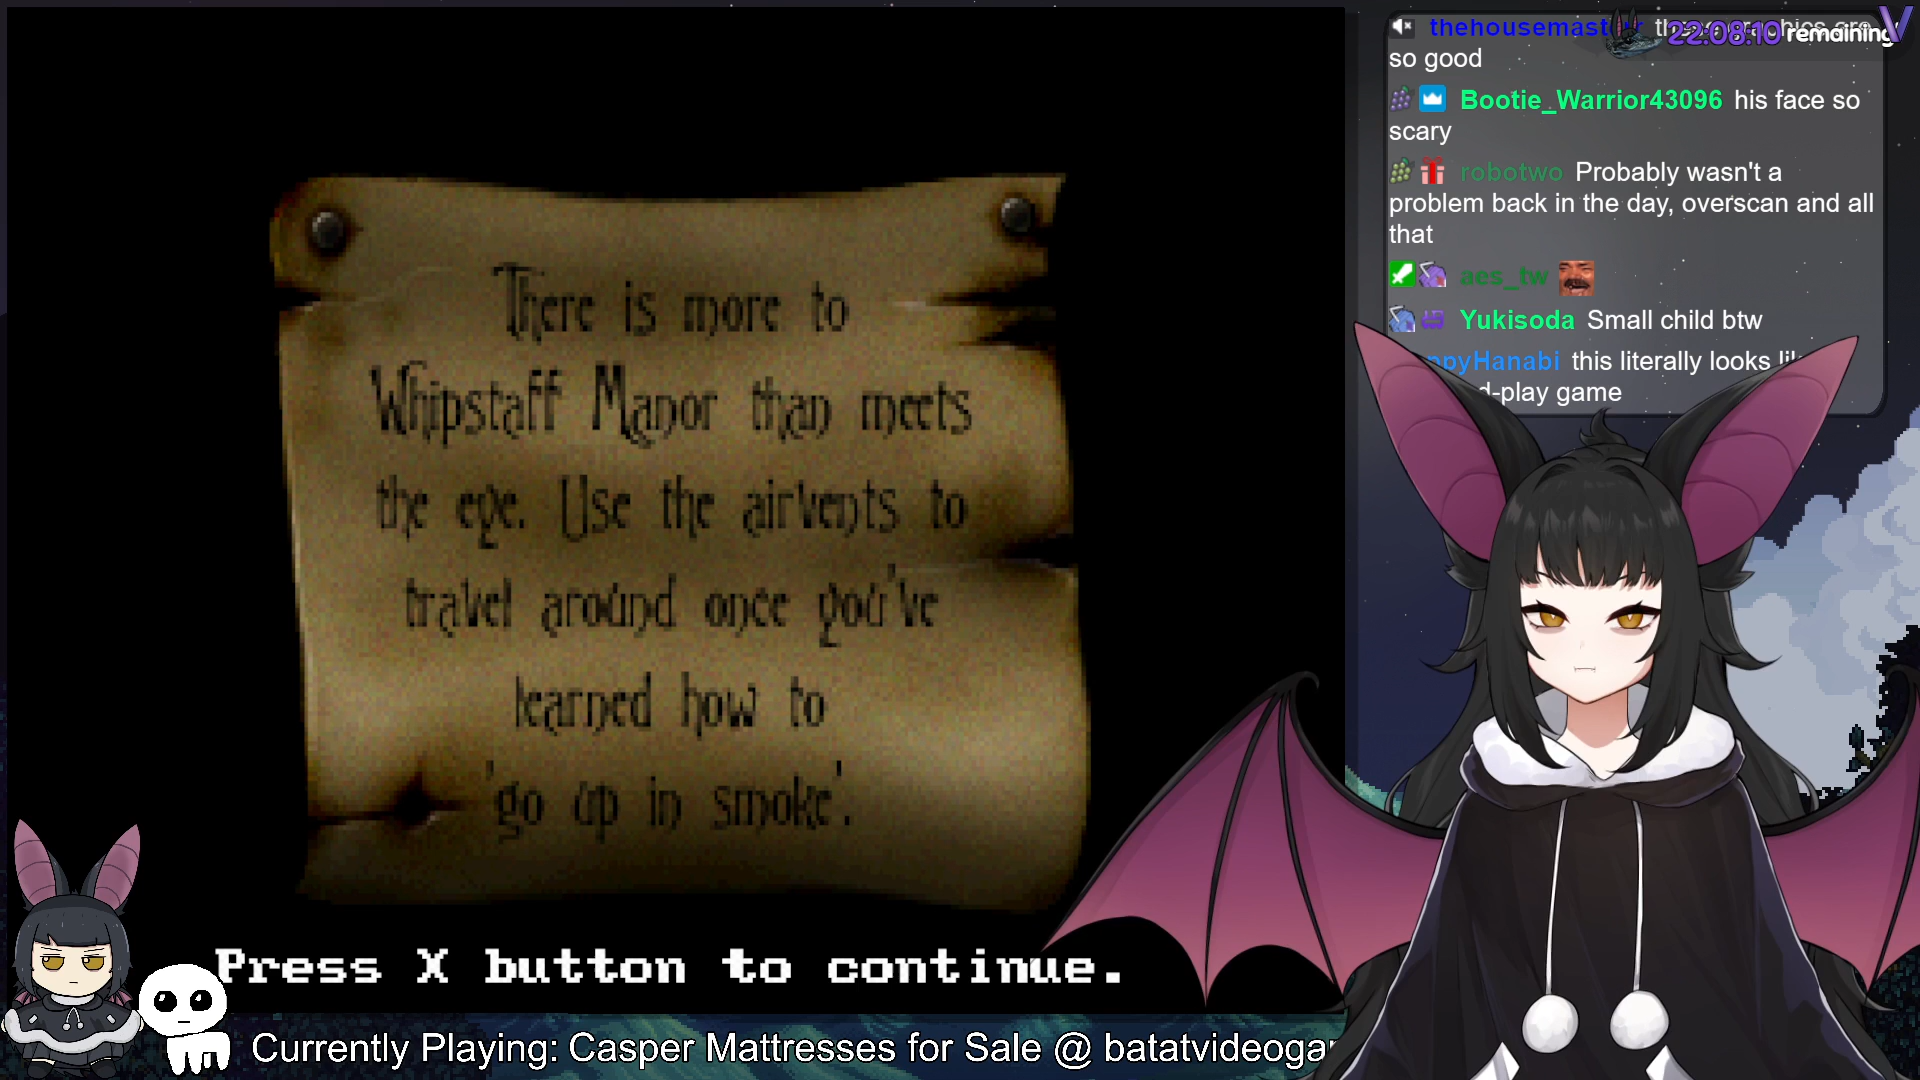 There is more to
Whipstaff Manor than meets
the eye. Use the airvents to
travel around once you've
learned how to
'go up in smoke'.
Press X button to continue.
Currently Playing: Casper Mattresses for Sale @
22:08:10 remaining
so good
Bootie_Warrior43096 his face so
scary
robotwo Probably wasn't a
problem back in the day, overscan and all
that
aes_tw
Yukisoda Small child btw
this literally looks
game